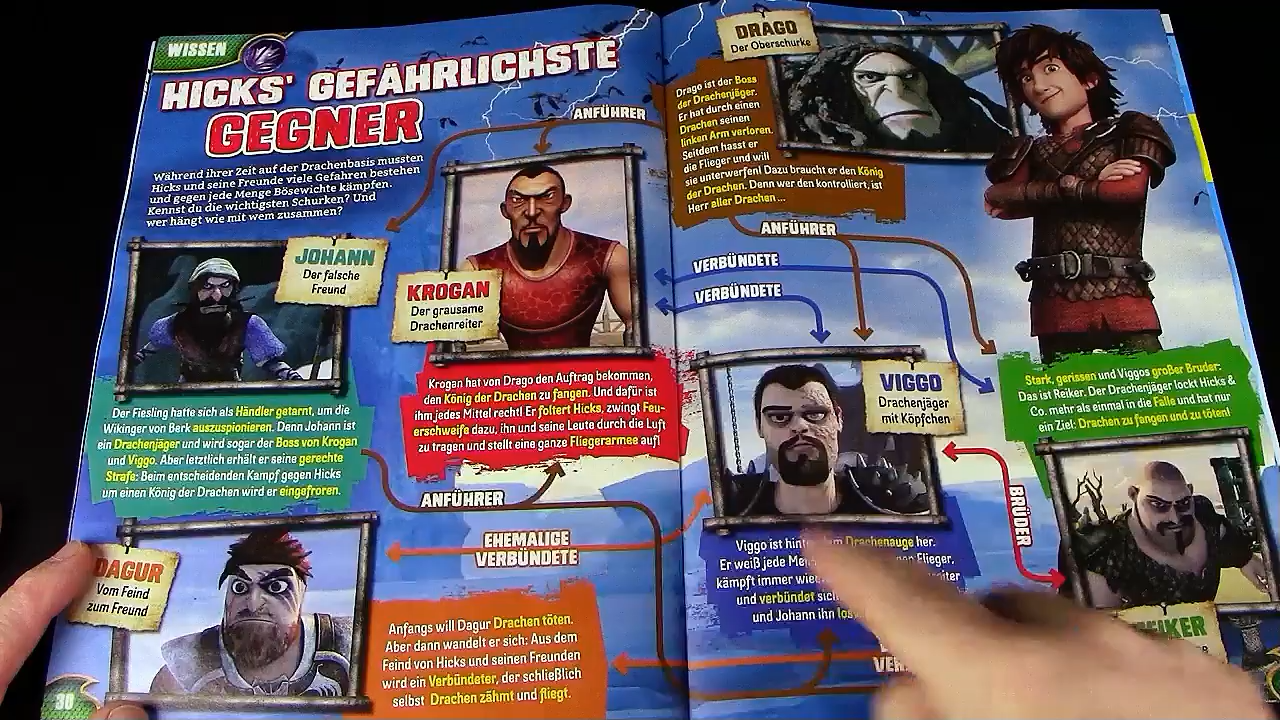 WISSEN
HICKS' GEFÄHRLICHSTE
GEGNER
Während ihrer Zeit auf der Drachenbasis mussten
Hicks und seine Freunde viele Gefahren bestehen
und gegen jede Menge Bösewichte kämpfen.
Kennst du die wichtigsten Schurken? Und
wer hängt wie mit wem zusammen?
ANFÜHRER
JOHANN
Der falsche
Freund
Der Fiesling hatte sich als Händler getarnt, um die
Wikinger von Berk auszuspionieren. Denn Johann ist
ein Drachenjäger und wird sogar der Boss von Krogan
und Viggo. Aber letztlich erhält er seine gerechte
Strafe: Beim entscheidenden Kampf gegen Hicks
um einen König der Drachen wird er eingefroren.
KROGAN
Der grausame
Drachenreiter
Krogan hat von Drago den Auftrag bekommen,
den König der Drachen zu fangen. Und dafür ist
ihm jedes Mittel recht! Er foltert Hicks, zwingt Feu-
erschweife dazu, ihn und seine Leute durch die Luft
zu tragen und stellt eine ganze Fliegerarmee auf!
ANFÜHRER
EHEMALIGE
VERBÜNDETE
DAGUR
Vom Feind
zum Freund
Anfangs will Dagur Drachen töten.
Aber dann wandelt er sich: Aus dem
Feind von Hicks und seinen Freunden
wird ein Verbündeter, der schließlich
selbst Drachen zähmt und fliegt.
30
DRAGO
Der Oberschurke
Drago ist der Boss
der Drachenjäger.
Er hat durch einen
Drachen seinen
linken Arm verloren.
Seitdem hasst er
die Flieger und will
sie unterwerfen! Dazu braucht er den König
der Drachen. Denn wer den kontrolliert, ist
Herr aller Drachen ...
ANFÜHRER
VERBÜNDETE
VERBÜNDETE
VIGGO
Drachenjäger
mit Köpfchen
Viggo ist Drachenauge her.
Er weiß jede Flieger,
kämpft immer
und verbündet
und Johann ihn
BRÜDER
Stark, gerissen und Viggos großer Bruder:
Das ist Reiker. Der Drachenjäger lockt Hicks &
Co. mehr als einmal in die Falle und hat nur
ein Ziel: Drachen zu fangen und zu töten!